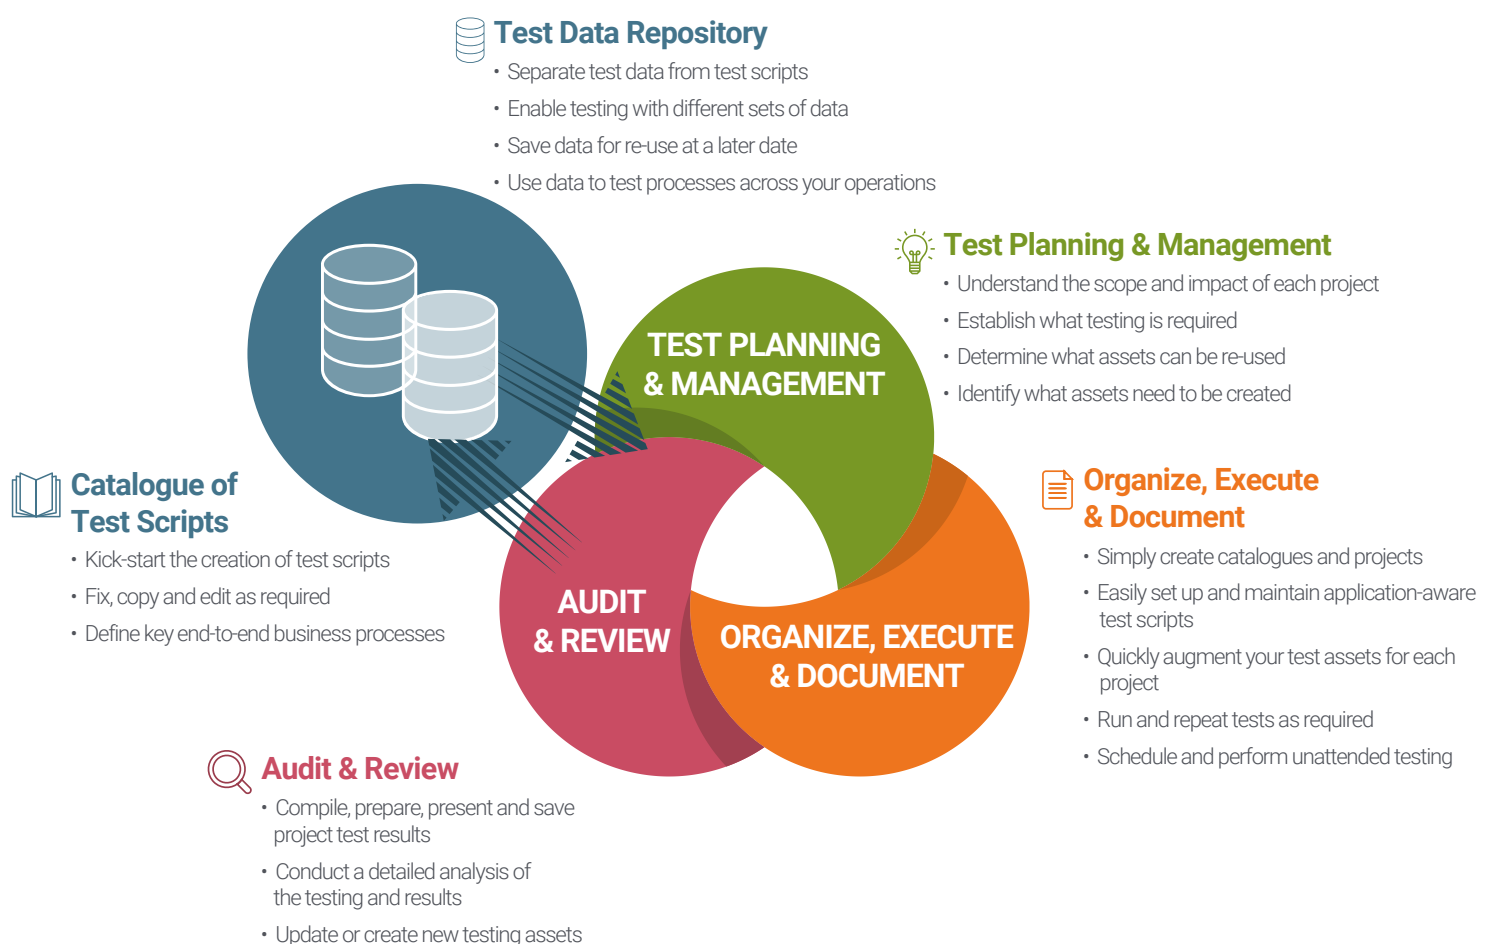 Test Data Repository
• Separate test data from test scripts
• Enable testing with different sets of data
• Save data for re-use at a later date
• Use data to test processes across your operations
Test Planning & Management
• Understand the scope and impact of each project
• Establish what testing is required
• Determine what assets can be re-used
• Identify what assets need to be created
TEST PLANNING
& MANAGEMENT
Catalogue of
Test Scripts
• Kick-start the creation of test scripts
• Fix, copy and edit as required
• Define key end-to-end business processes
Organize, Execute
& Document
• Simply create catalogues and projects
• Easily set up and maintain application-aware
test scripts
• Quickly augment your test assets for each
project
• Run and repeat tests as required
• Schedule and perform unattended testing
AUDIT
& REVIEW
ORGANIZE, EXECUTE
& DOCUMENT
Audit & Review
• Compile, prepare, present and save
project test results
• Conduct a detailed analysis of
the testing and results
• Update or create new testing assets